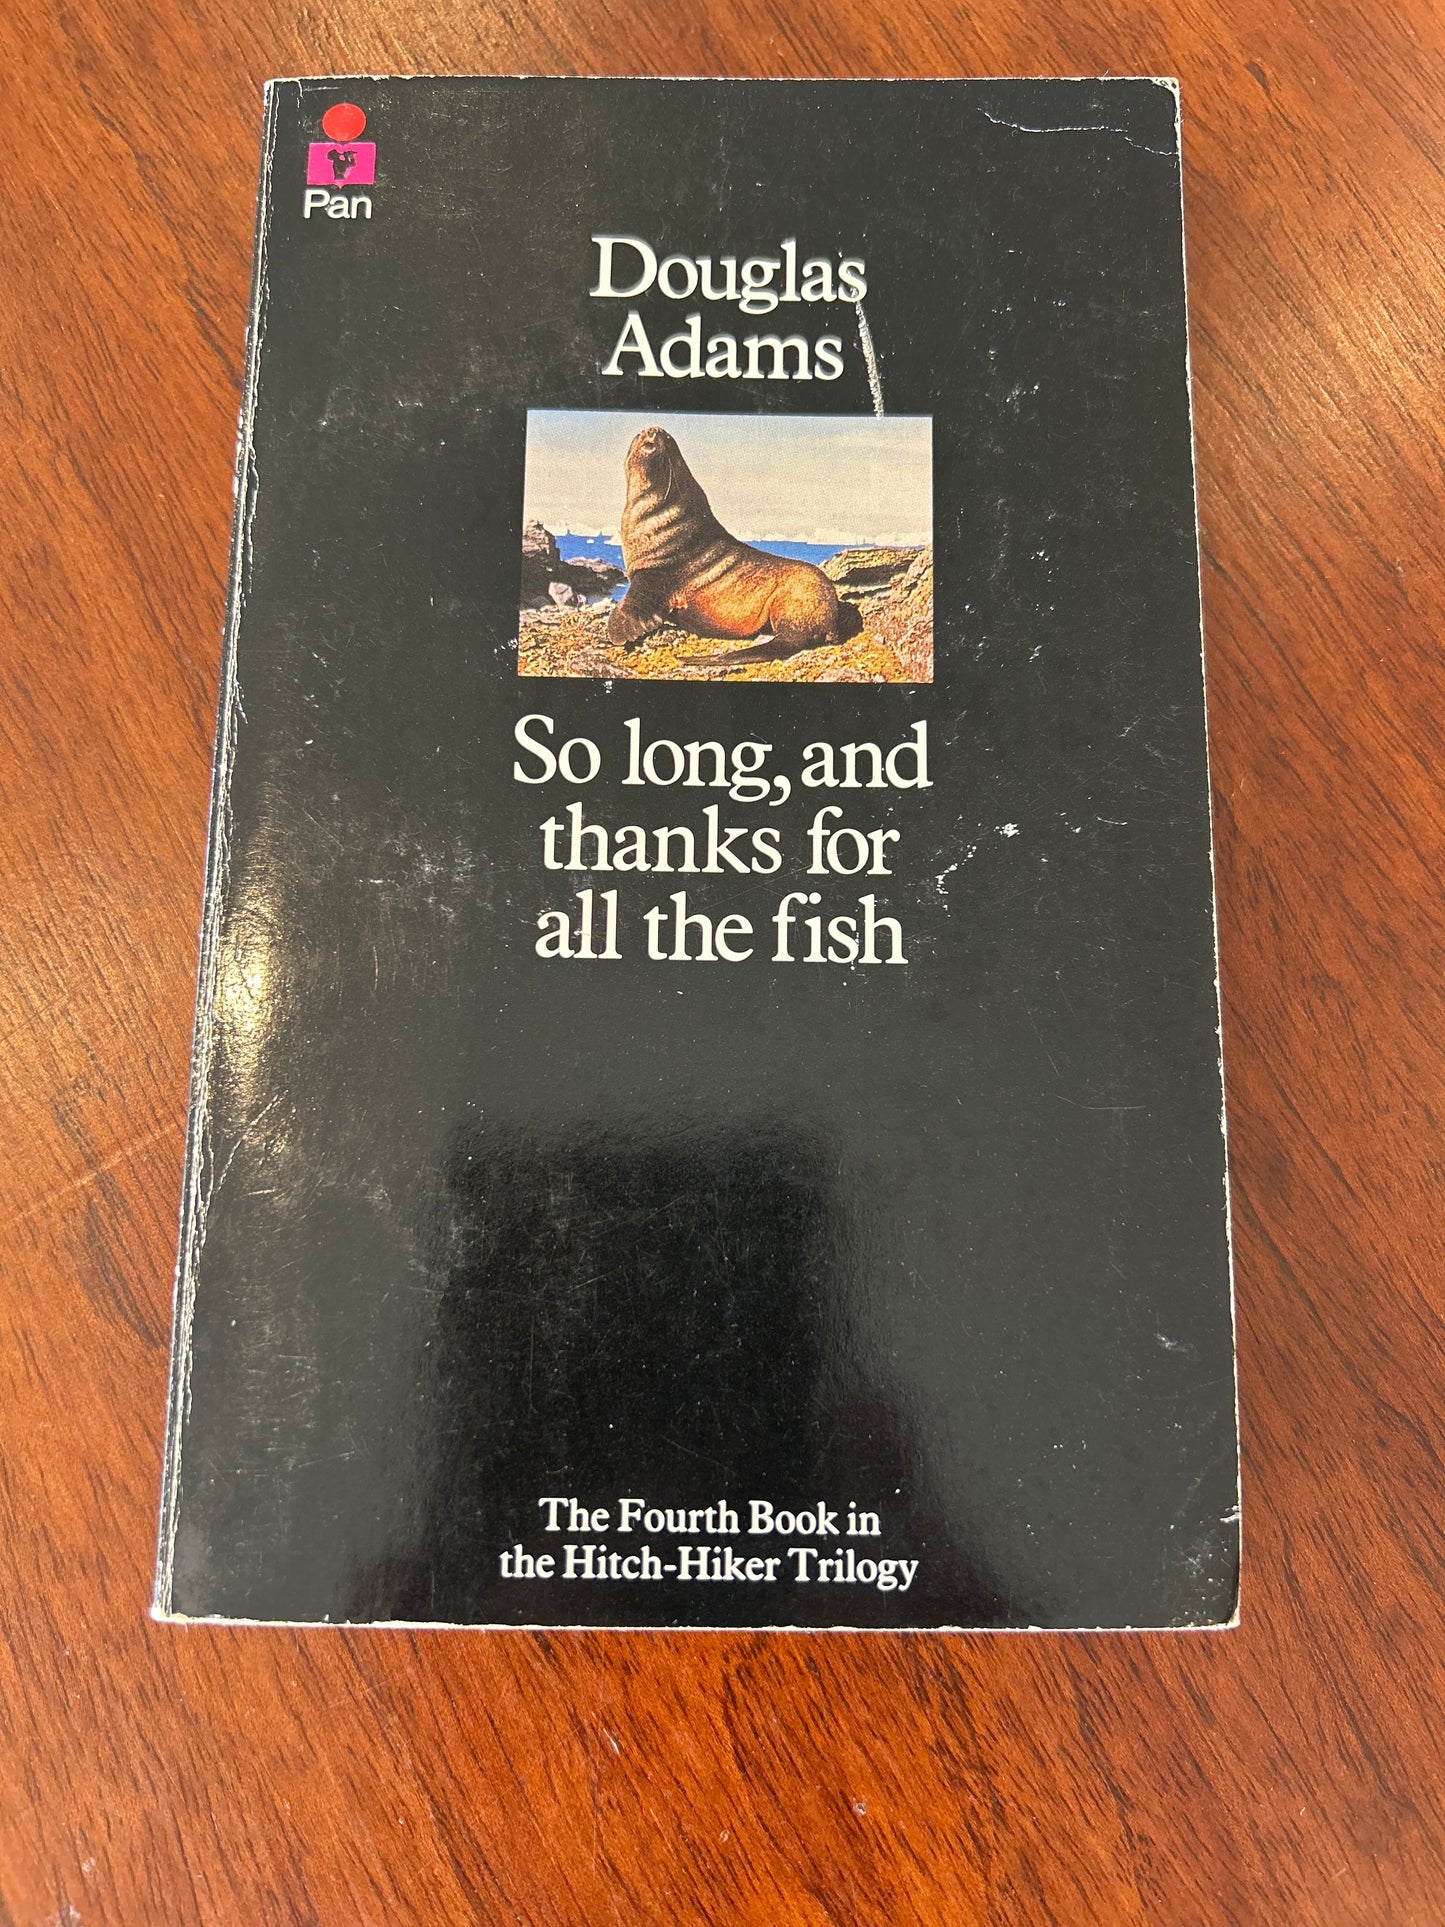 Pan
Douglas
Adams
So long, and
thanks for
all the fish
The Fourth Book in
the Hitch-Hiker Trilogy